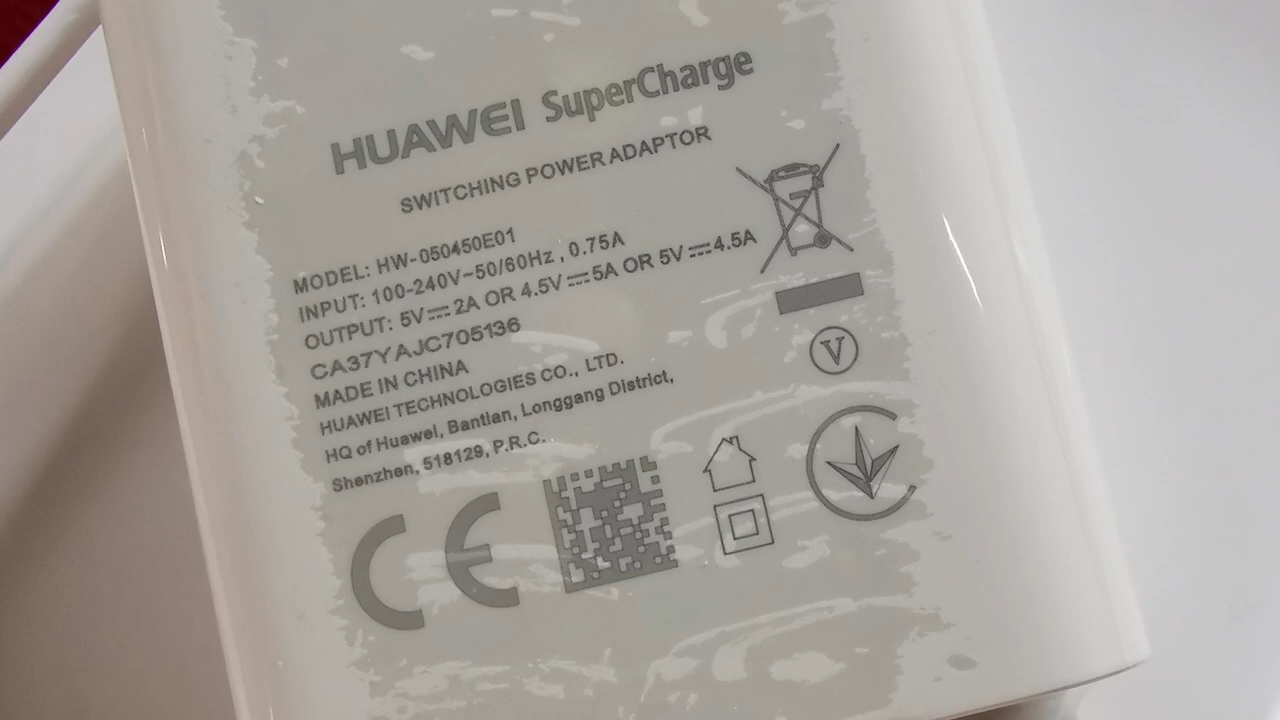 HUAWEI SuperCharge
SWITCHING POWER ADAPTOR
MODEL: HW-050450E01
INPUT: 100-240V~50/60Hz , 0.75A
OUTPUT: 5V⎓2A OR 4.5V⎓5A OR 5V⎓4.5A
CA37YAJC705136
MADE IN CHINA
HUAWEI TECHNOLOGIES CO., LTD.
HQ of Huawei, Bantian, Longgang District,
Shenzhen, 518129, P.R.C.
CE
V